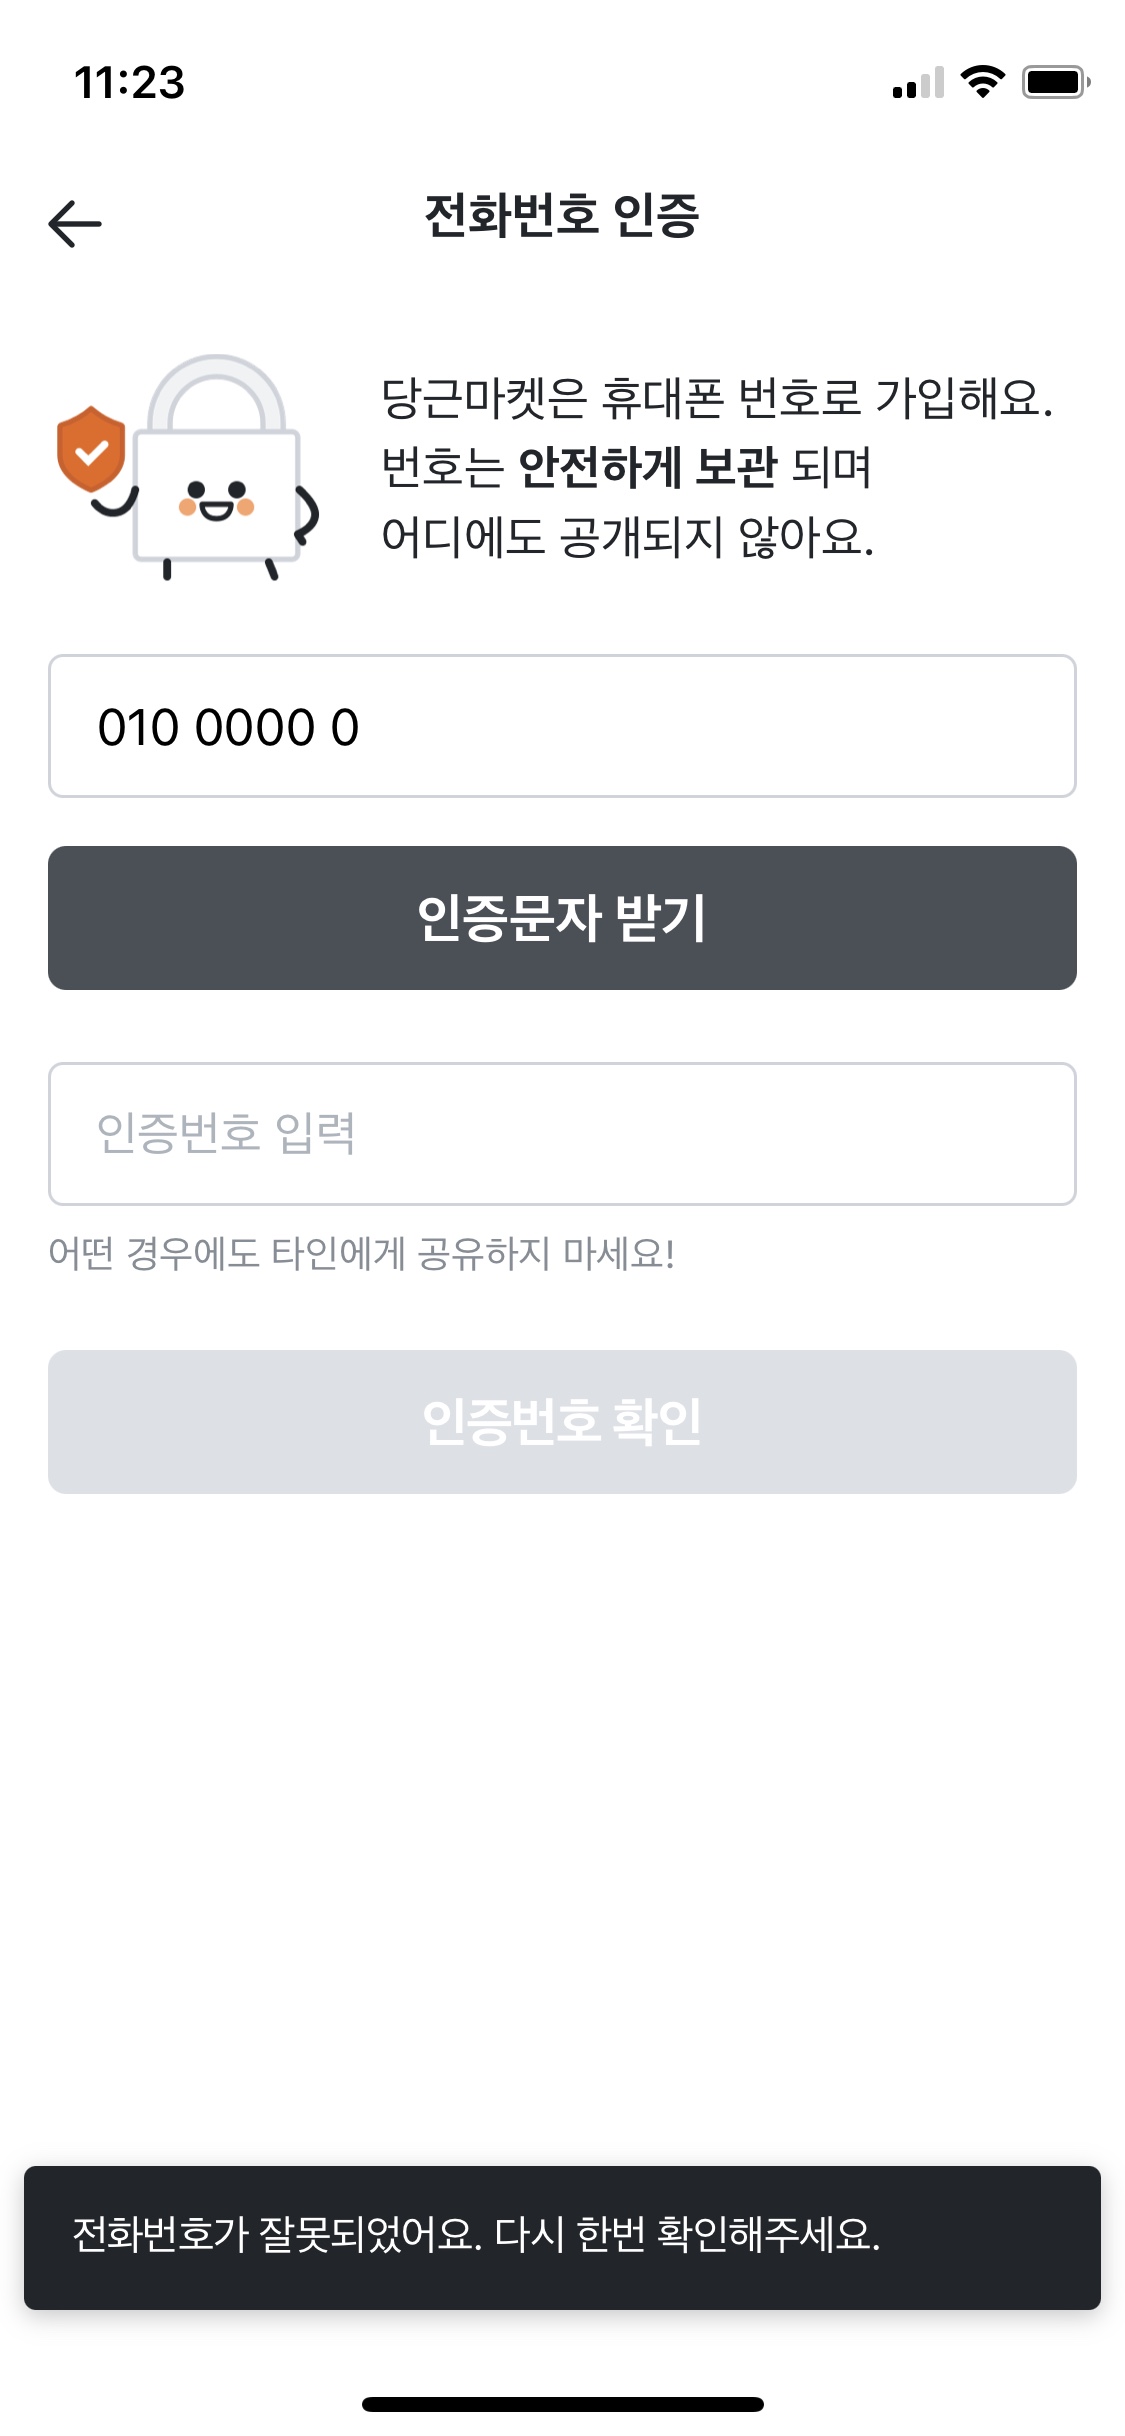 11:23
전화번호 인증
당근마켓은 휴대폰 번호로 가입해요.
번호는 안전하게 보관 되며
어디에도 공개되지 않아요.
010 0000 0
인증문자 받기
인증번호 입력
어떤 경우에도 타인에게 공유하지 마세요!
인증번호 확인
전화번호가 잘못되었어요. 다시 한번 확인해주세요.